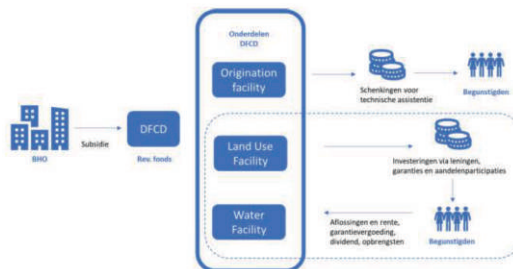 Onderdelen
DFCD
Origination
facility
Schenkingen voor
technische assistentie
Begunstigden
BHO
Subsidie
DFCD
Rev. fonds
Land Use
Facility
Investeringen via leningen,
garanties en aandelenparticipaties
Water
Facility
Aflossingen en rente,
garantievergoeding,
dividend, opbrengsten
Begunstigden